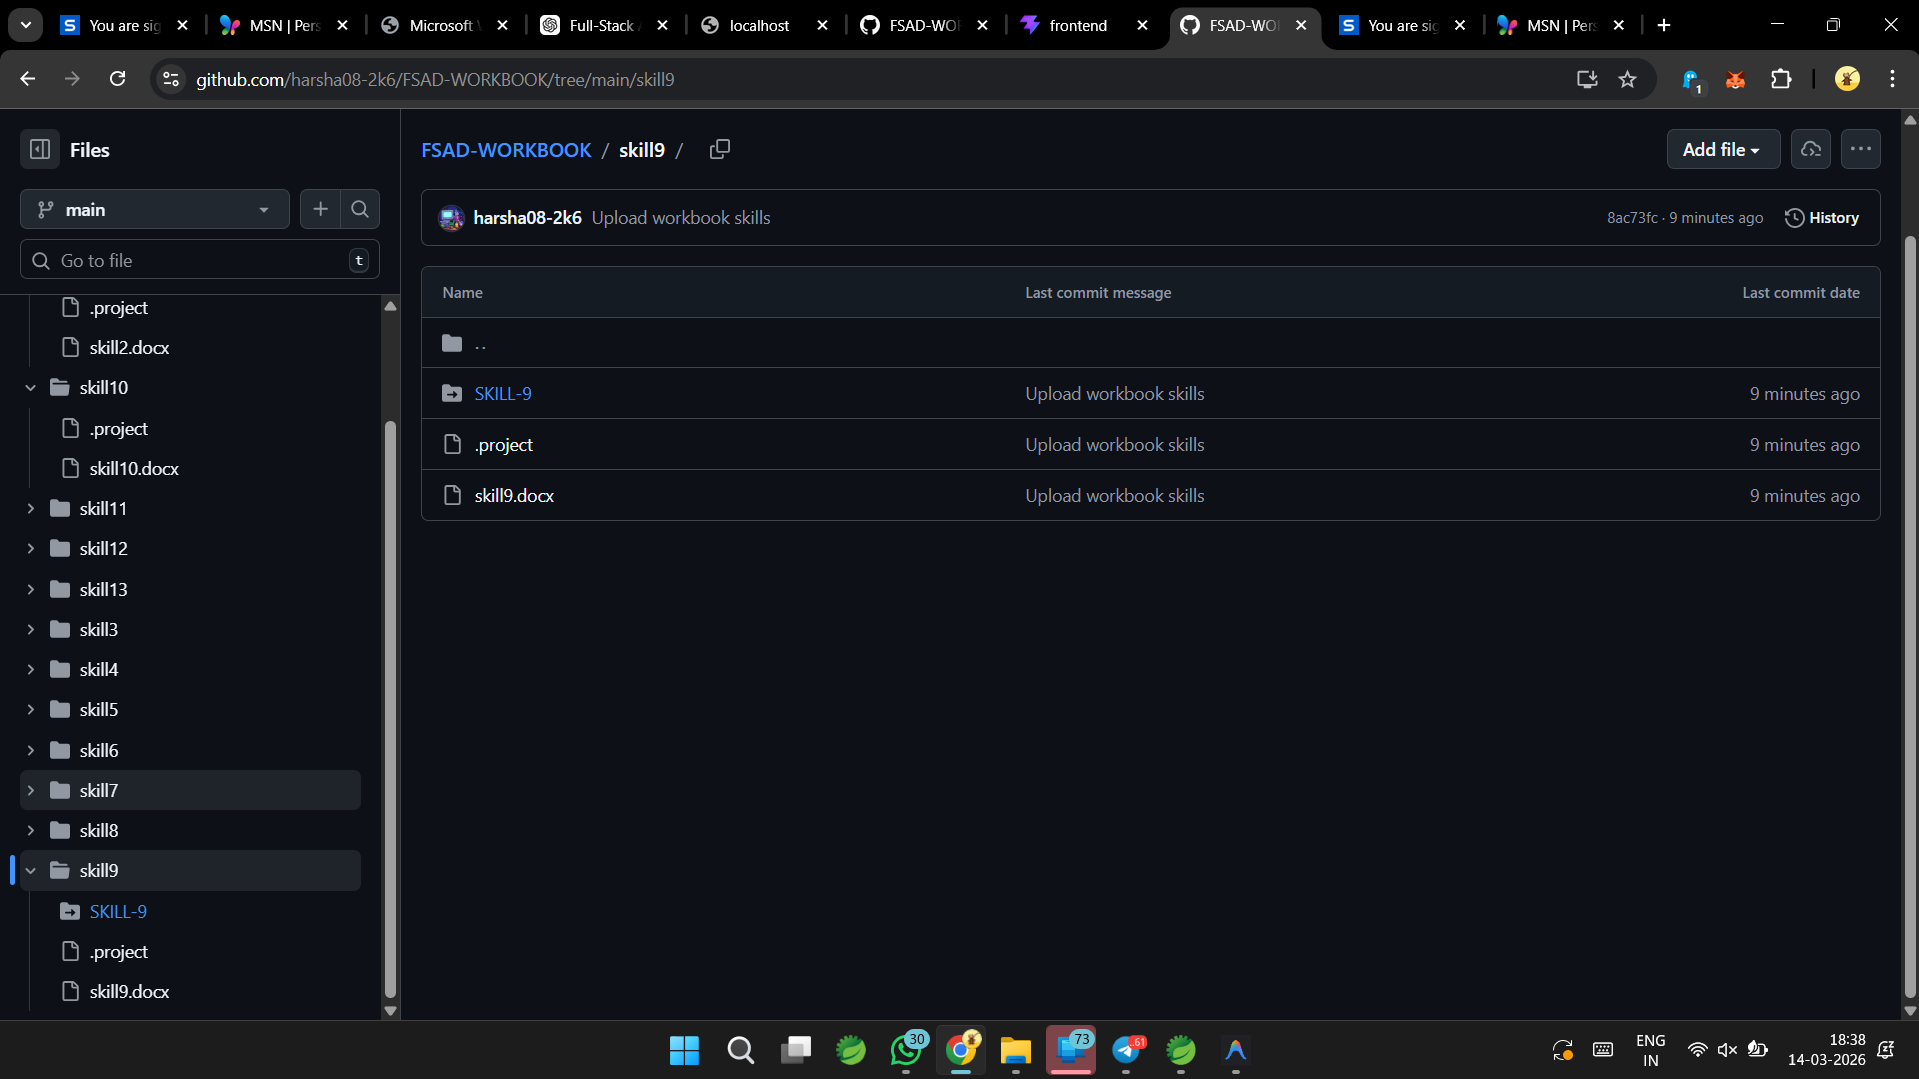 You are sig
MSN | Pers
Microsoft
Full-Stack
localhost
FSAD-WO
frontend
FSAD-WO
You are sig
MSN | Pers
github.com/harsha08-2k6/FSAD-WORKBOOK/tree/main/skill9
1
Files
FSAD-WORKBOOK / skill9 /
Add file
main
harsha08-2k6 Upload workbook skills
8ac73fc · 9 minutes ago
History
Go to file
t
Name
Last commit message
Last commit date
..
SKILL-9
Upload workbook skills
9 minutes ago
.project
Upload workbook skills
9 minutes ago
skill9.docx
Upload workbook skills
9 minutes ago
.project
skill2.docx
skill10
.project
skill10.docx
skill11
skill12
skill13
skill3
skill4
skill5
skill6
skill7
skill8
skill9
SKILL-9
.project
skill9.docx
30
73
61
ENG
IN
18:38
14-03-2026